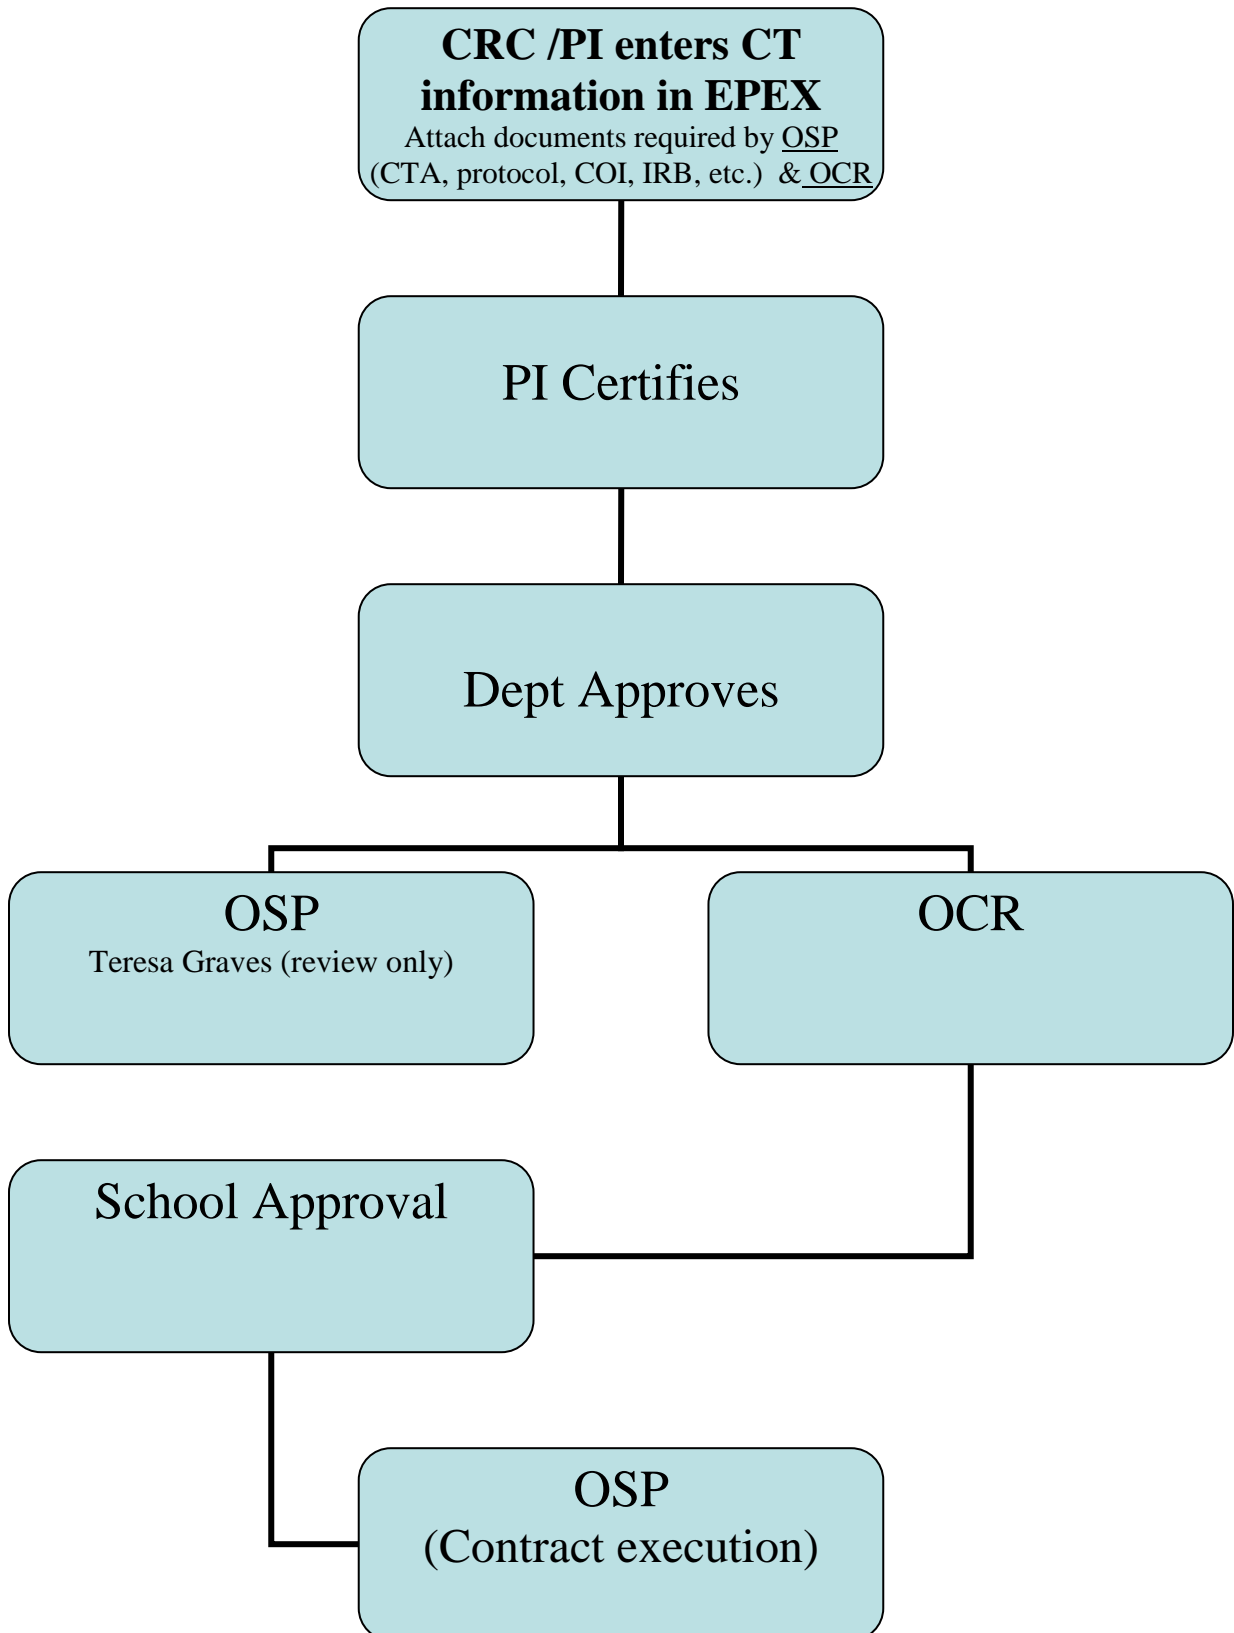 CRC /PI enters CT
information in EPEX
Attach documents required by OSP
(CTA, protocol, COI, IRB, etc.)  & OCR
PI Certifies
Dept Approves
OSP
Teresa Graves (review only)
OCR
School Approval
OSP
(Contract execution)